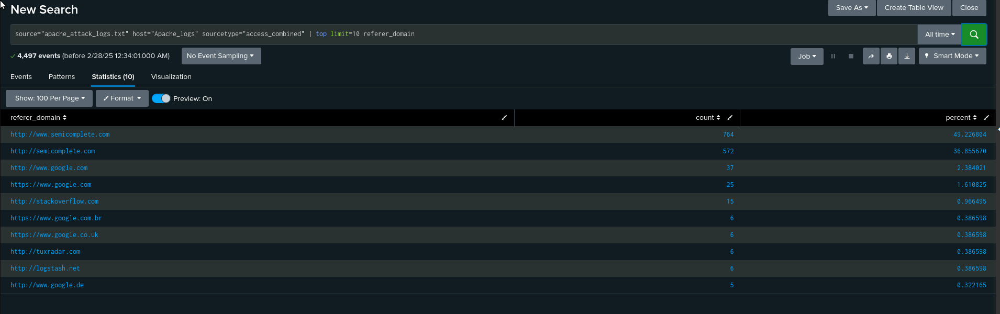 New Search
Save As Create Table View Close
source="apache_attack_logs.txt" host="Apache_logs" sourcetype="access_combined" | top limit=10 referer_domain
All time
4,497 events (before 2/28/25 12:34:01.000 AM) No Event Sampling
Job Smart Mode
Events Patterns Statistics (10) Visualization
Show: 100 Per Page Format Preview: On
referer_domain count percent
http://www.semicomplete.com 764 49.226804
http://semicomplete.com 572 36.855670
http://www.google.com 37 2.384021
https://www.google.com 25 1.610825
http://stackoverflow.com 15 0.966495
https://www.google.com.br 6 0.386598
https://www.google.co.uk 6 0.386598
http://tuxradar.com 6 0.386598
http://logstash.net 6 0.386598
http://www.google.de 5 0.322165